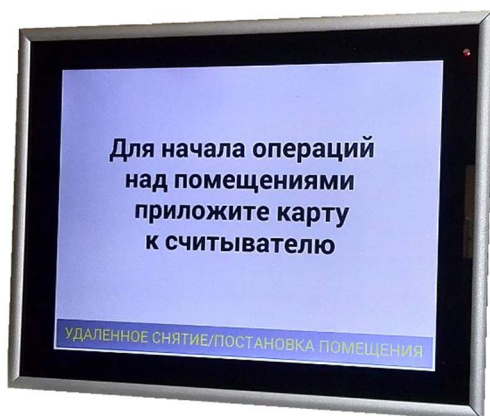 Для начала операций
над помещениями
приложите карту
к считывателю
УДАЛЕННОЕ СНЯТИЕ/ПОСТАНОВКА ПОМЕЩЕНИЯ